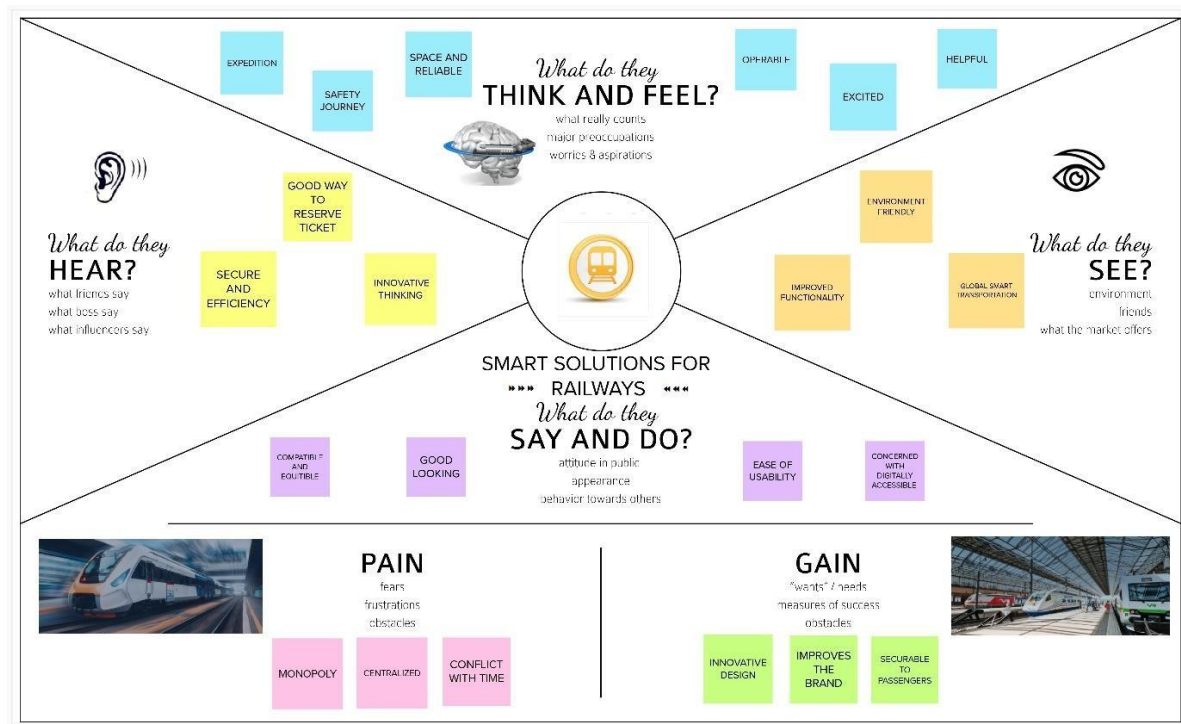 EXPEDITION
SAFETY
JOURNEY
SPACE AND
RELIABLE
What do they
THINK AND FEEL?
what really counts
major preoccupations
worries & aspirations
OPERABLE
EXCITED
HELPFUL
What do they
HEAR?
what friends say
what boss say
what influencers say
GOOD WAY
TO
RESERVE
TICKET
SECURE
AND
EFFICIENCY
INNOVATIVE
THINKING
ENVIRONMENT
FRIENDLY
IMPROVED
FUNCTIONALITY
GLOBAL SMART
TRANSPORTATION
What do they
SEE?
environment
friends
what the market offers
SMART SOLUTIONS FOR
RAILWAYS
What do they
SAY AND DO?
attitude in public
appearance
behavior towards others
COMPATIBLE
AND
EQUITIBLE
GOOD
LOOKING
EASE OF
USABILITY
CONCERNED
WITH
DIGITALLY
ACCESSIBLE
PAIN
fears
frustrations
obstacles
MONOPOLY
CENTRALIZED
CONFLICT
WITH TIME
GAIN
"wants" / needs
measures of success
obstacles
INNOVATIVE
DESIGN
IMPROVES
THE
BRAND
SECURABLE
TO
PASSENGERS